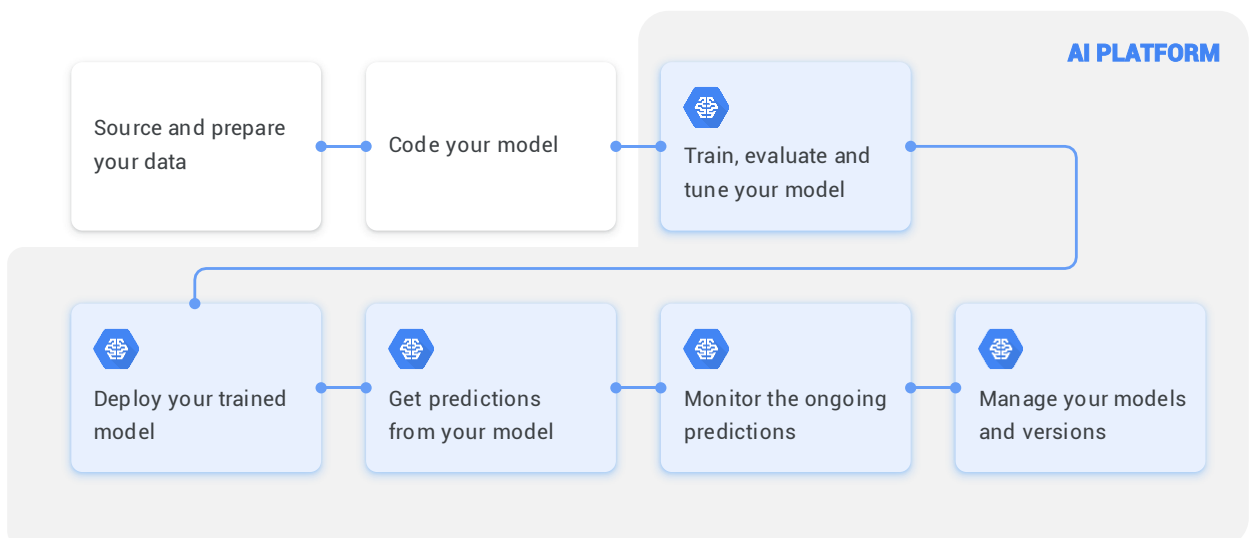 AI PLATFORM
Source and prepare
your data
Code your model
Train, evaluate and
tune your model
Deploy your trained
model
Get predictions
from your model
Monitor the ongoing
predictions
Manage your models
and versions